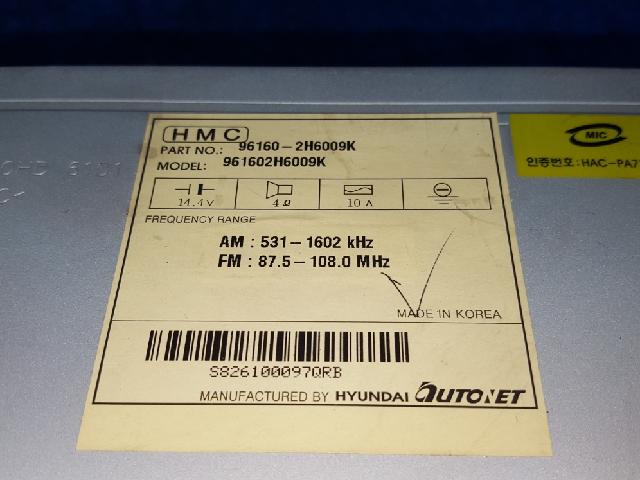 HMC
PART NO.: 96160-2H6009K
MODEL: 961602H6009K
14.4V 4Ω 10A
FREQUENCY RANGE
AM : 531-1602 kHz
FM : 87.5-108.0 MHz
MADE IN KOREA
S826100097QRB
MANUFACTURED BY HYUNDAI AUTONET
MIC
인증번호:HAC-PA7